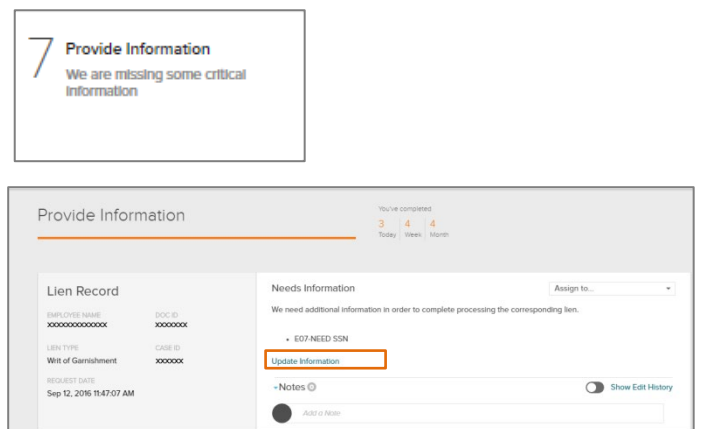 7
Provide Information
We are missing some critical
information
Provide Information
You've completed
3 4 4
Today Week Month
Lien Record
EMPLOYEE NAME DOC ID
xxxxxxxxxxxxx xxxxxxx
LIEN TYPE CASE ID
Writ of Garnishment xxxxxx
REQUEST DATE
Sep 12, 2016 11:47:07 AM
Needs Information
Assign to...
We need additional information in order to complete processing the corresponding lien.
• E07-NEED SSN
Update Information
Notes
Show Edit History
Add a Note